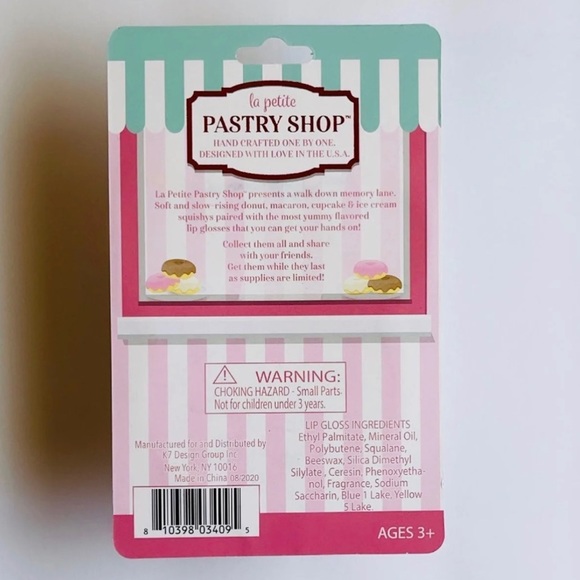 la petite
PASTRY SHOP™
HAND CRAFTED ONE BY ONE.
DESIGNED WITH LOVE IN THE U.S.A.
La Petite Pastry Shop™ presents a walk down memory lane.
Soft and slow-rising donut, macaron, cupcake & ice cream
squishys paired with the most yummy flavored
lip glosses that you can get your hands on!
Collect them all and share
with your friends.
Get them while they last
as supplies are limited!
WARNING:
CHOKING HAZARD - Small Parts.
Not for children under 3 years.
Manufactured for and Distributed by
K7 Design Group Inc
New York, NY 10016
Made in China 08/2020
8 10398 03409 5
LIP GLOSS INGREDIENTS
Ethyl Palmitate, Mineral Oil,
Polybutene, Squalane,
Beeswax, Silica Dimethyl
Silylate, Ceresin, Phenoxyetha-
nol, Fragrance, Sodium
Saccharin, Blue 1 Lake, Yellow
5 Lake.
AGES 3+